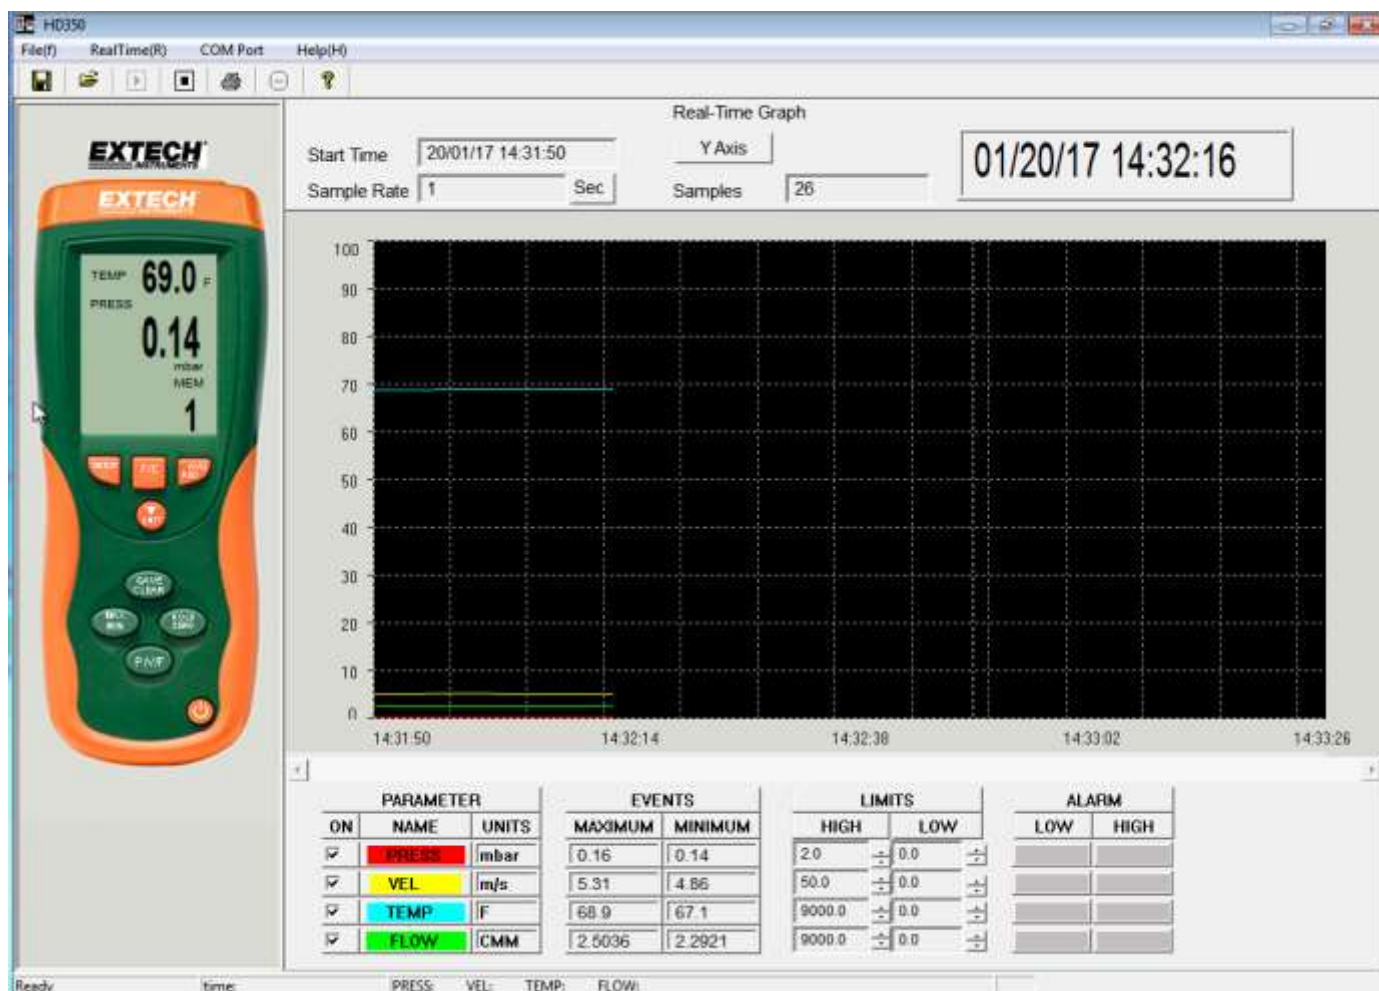 HD350
File(f) RealTime(R) COM Port Help(H)
EXTECH
INSTRUMENTS
EXTECH
TEMP 69.0 F
PRESS
0.14
mbar
MEM
1
P/V/F
Real-Time Graph
Start Time 20/01/17 14:31:50 Y Axis 01/20/17 14:32:16
Sample Rate 1 Sec Samples 26
100
90
80
70
60
50
40
30
20
10
0
14:31:50 14:32:14 14:32:38 14:33:02 14:33:26
PARAMETER EVENTS LIMITS ALARM
ON NAME UNITS MAXIMUM MINIMUM HIGH LOW LOW HIGH
PRESS mbar 0.16 0.14 2.0 0.0
VEL m/s 5.31 4.86 50.0 0.0
TEMP F 68.9 67.1 9000.0 0.0
FLOW CMM 2.5036 2.2921 9000.0 0.0
Ready time: PRESS: VEL: TEMP: FLOW: